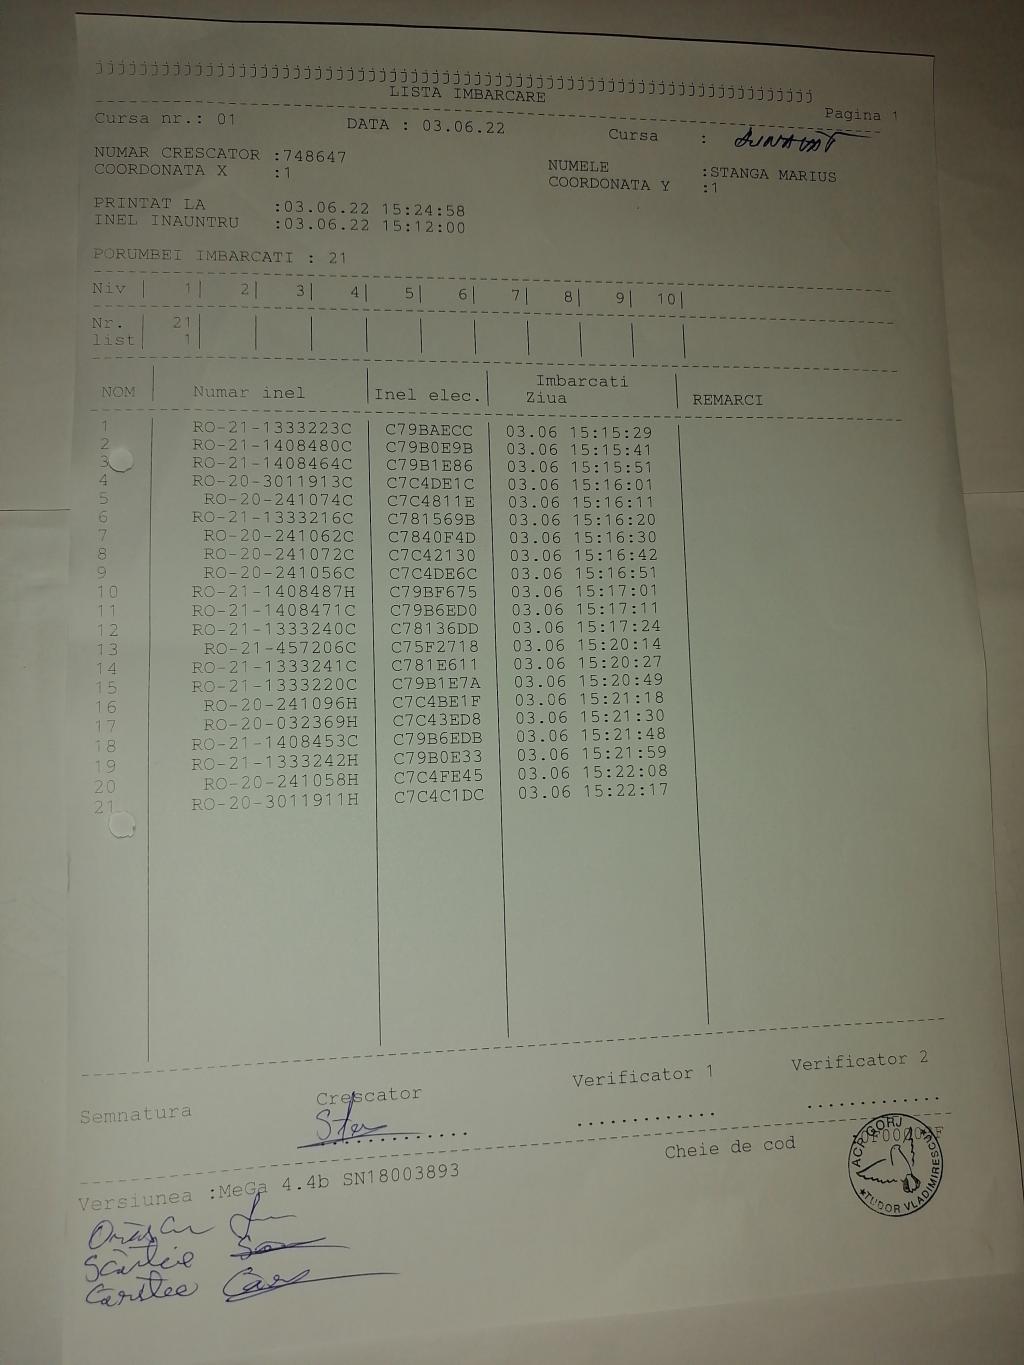 jjjjjjjjjjjjjjjjjjjjjjjjjjjjjjjjjjjjjjjjjjjjjjjjjjjjjjjjjjjjjjjjjj
LISTA IMBARCARE
Pagina 1
Cursa nr.: 01 DATA : 03.06.22 Cursa :
NUMAR CRESCATOR :748647 NUMELE :STANGA MARIUS
COORDONATA X :1 COORDONATA Y :1
PRINTAT LA :03.06.22 15:24:58
INEL INAUNTRU :03.06.22 15:12:00
PORUMBEI IMBARCATI : 21
Niv | 1| 2| 3| 4| 5| 6| 7| 8| 9| 10|
Nr. | 21| | | | | | | | | |
list| 1| | | | | | | | | |
NOM | Numar inel | Inel elec. | Imbarcati Ziua | REMARCI
1 RO-21-1333223C C79BAECC 03.06 15:15:29
2 RO-21-1408480C C79B0E9B 03.06 15:15:41
3 RO-21-1408464C C79B1E86 03.06 15:15:51
4 RO-20-3011913C C7C4DE1C 03.06 15:16:01
5 RO-20-241074C C7C4811E 03.06 15:16:11
6 RO-21-1333216C C781569B 03.06 15:16:20
7 RO-20-241062C C7840F4D 03.06 15:16:30
8 RO-20-241072C C7C42130 03.06 15:16:42
9 RO-20-241056C C7C4DE6C 03.06 15:16:51
10 RO-21-1408487H C79BF675 03.06 15:17:01
11 RO-21-1408471C C79B6ED0 03.06 15:17:11
12 RO-21-1333240C C78136DD 03.06 15:17:24
13 RO-21-457206C C75F2718 03.06 15:20:14
14 RO-21-1333241C C781E611 03.06 15:20:27
15 RO-21-1333220C C79B1E7A 03.06 15:20:49
16 RO-20-241096H C7C4BE1F 03.06 15:21:18
17 RO-20-032369H C7C43ED8 03.06 15:21:30
18 RO-21-1408453C C79B6EDB 03.06 15:21:48
19 RO-21-1333242H C79B0E33 03.06 15:21:59
20 RO-20-241058H C7C4FE45 03.06 15:22:08
21 RO-20-3011911H C7C4C1DC 03.06 15:22:17
Semnatura Crescator Verificator 1 Verificator 2
Cheie de cod
ACP GORJ
TUDOR VLADIMIRESCU
Versiunea :MeGa 4.4b SN18003893